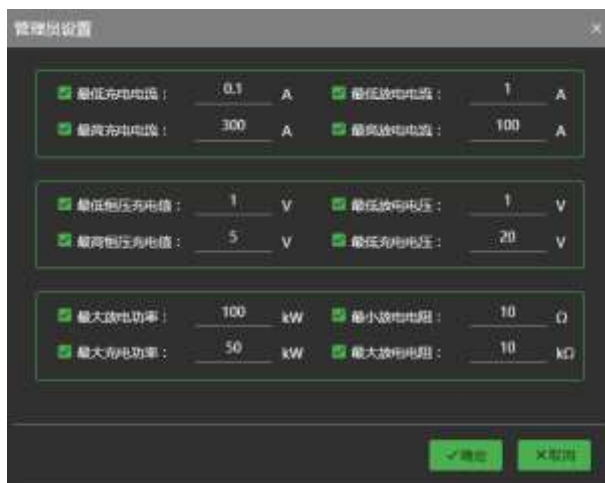 管理员设置 ×
最低充电电流： 0.1 A 最低放电电流： 1 A
最高充电电流： 300 A 最高放电电流： 100 A
最低恒压充电值： 1 V 最低放电电压： 1 V
最高恒压充电值： 5 V 最低充电电压： 20 V
最大放电功率： 100 kW 最小放电电阻： 10 Ω
最大充电功率： 50 kW 最大放电电阻： 10 kΩ
✓确定 ×取消